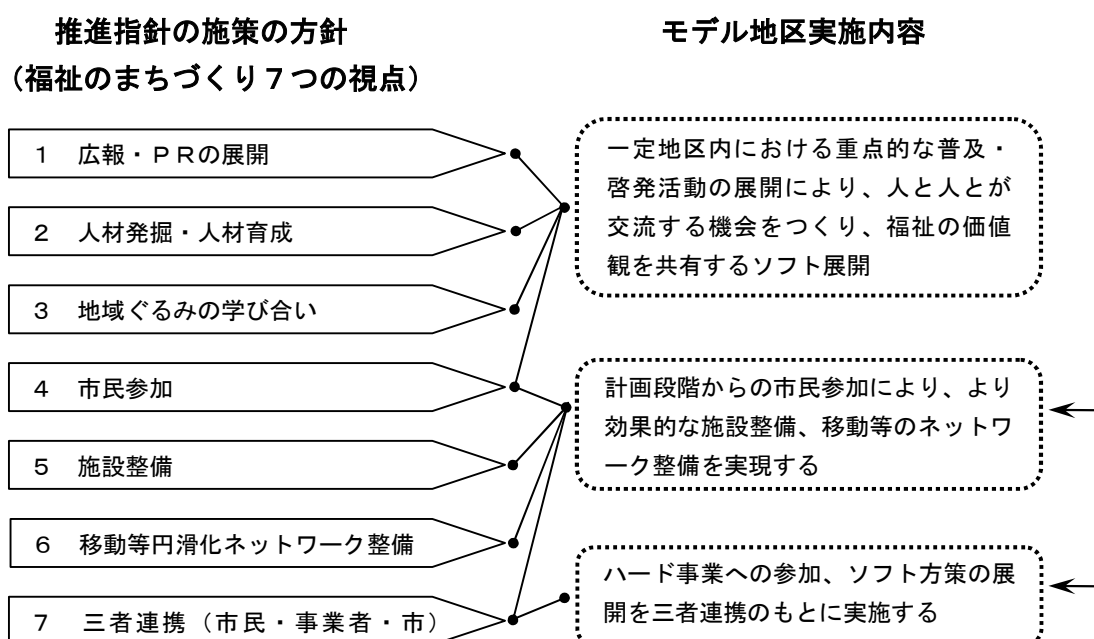 推進指針の施策の方針
（福祉のまちづくり７つの視点）
１　広報・ＰＲの展開
２　人材発掘・人材育成
３　地域ぐるみの学び合い
４　市民参加
５　施設整備
６　移動等円滑化ネットワーク整備
７　三者連携（市民・事業者・市）
モデル地区実施内容
一定地区内における重点的な普及・
啓発活動の展開により、人と人とが
交流する機会をつくり、福祉の価値
観を共有するソフト展開
計画段階からの市民参加により、より
効果的な施設整備、移動等のネットワ
ーク整備を実現する
ハード事業への参加、ソフト方策の展
開を三者連携のもとに実施する